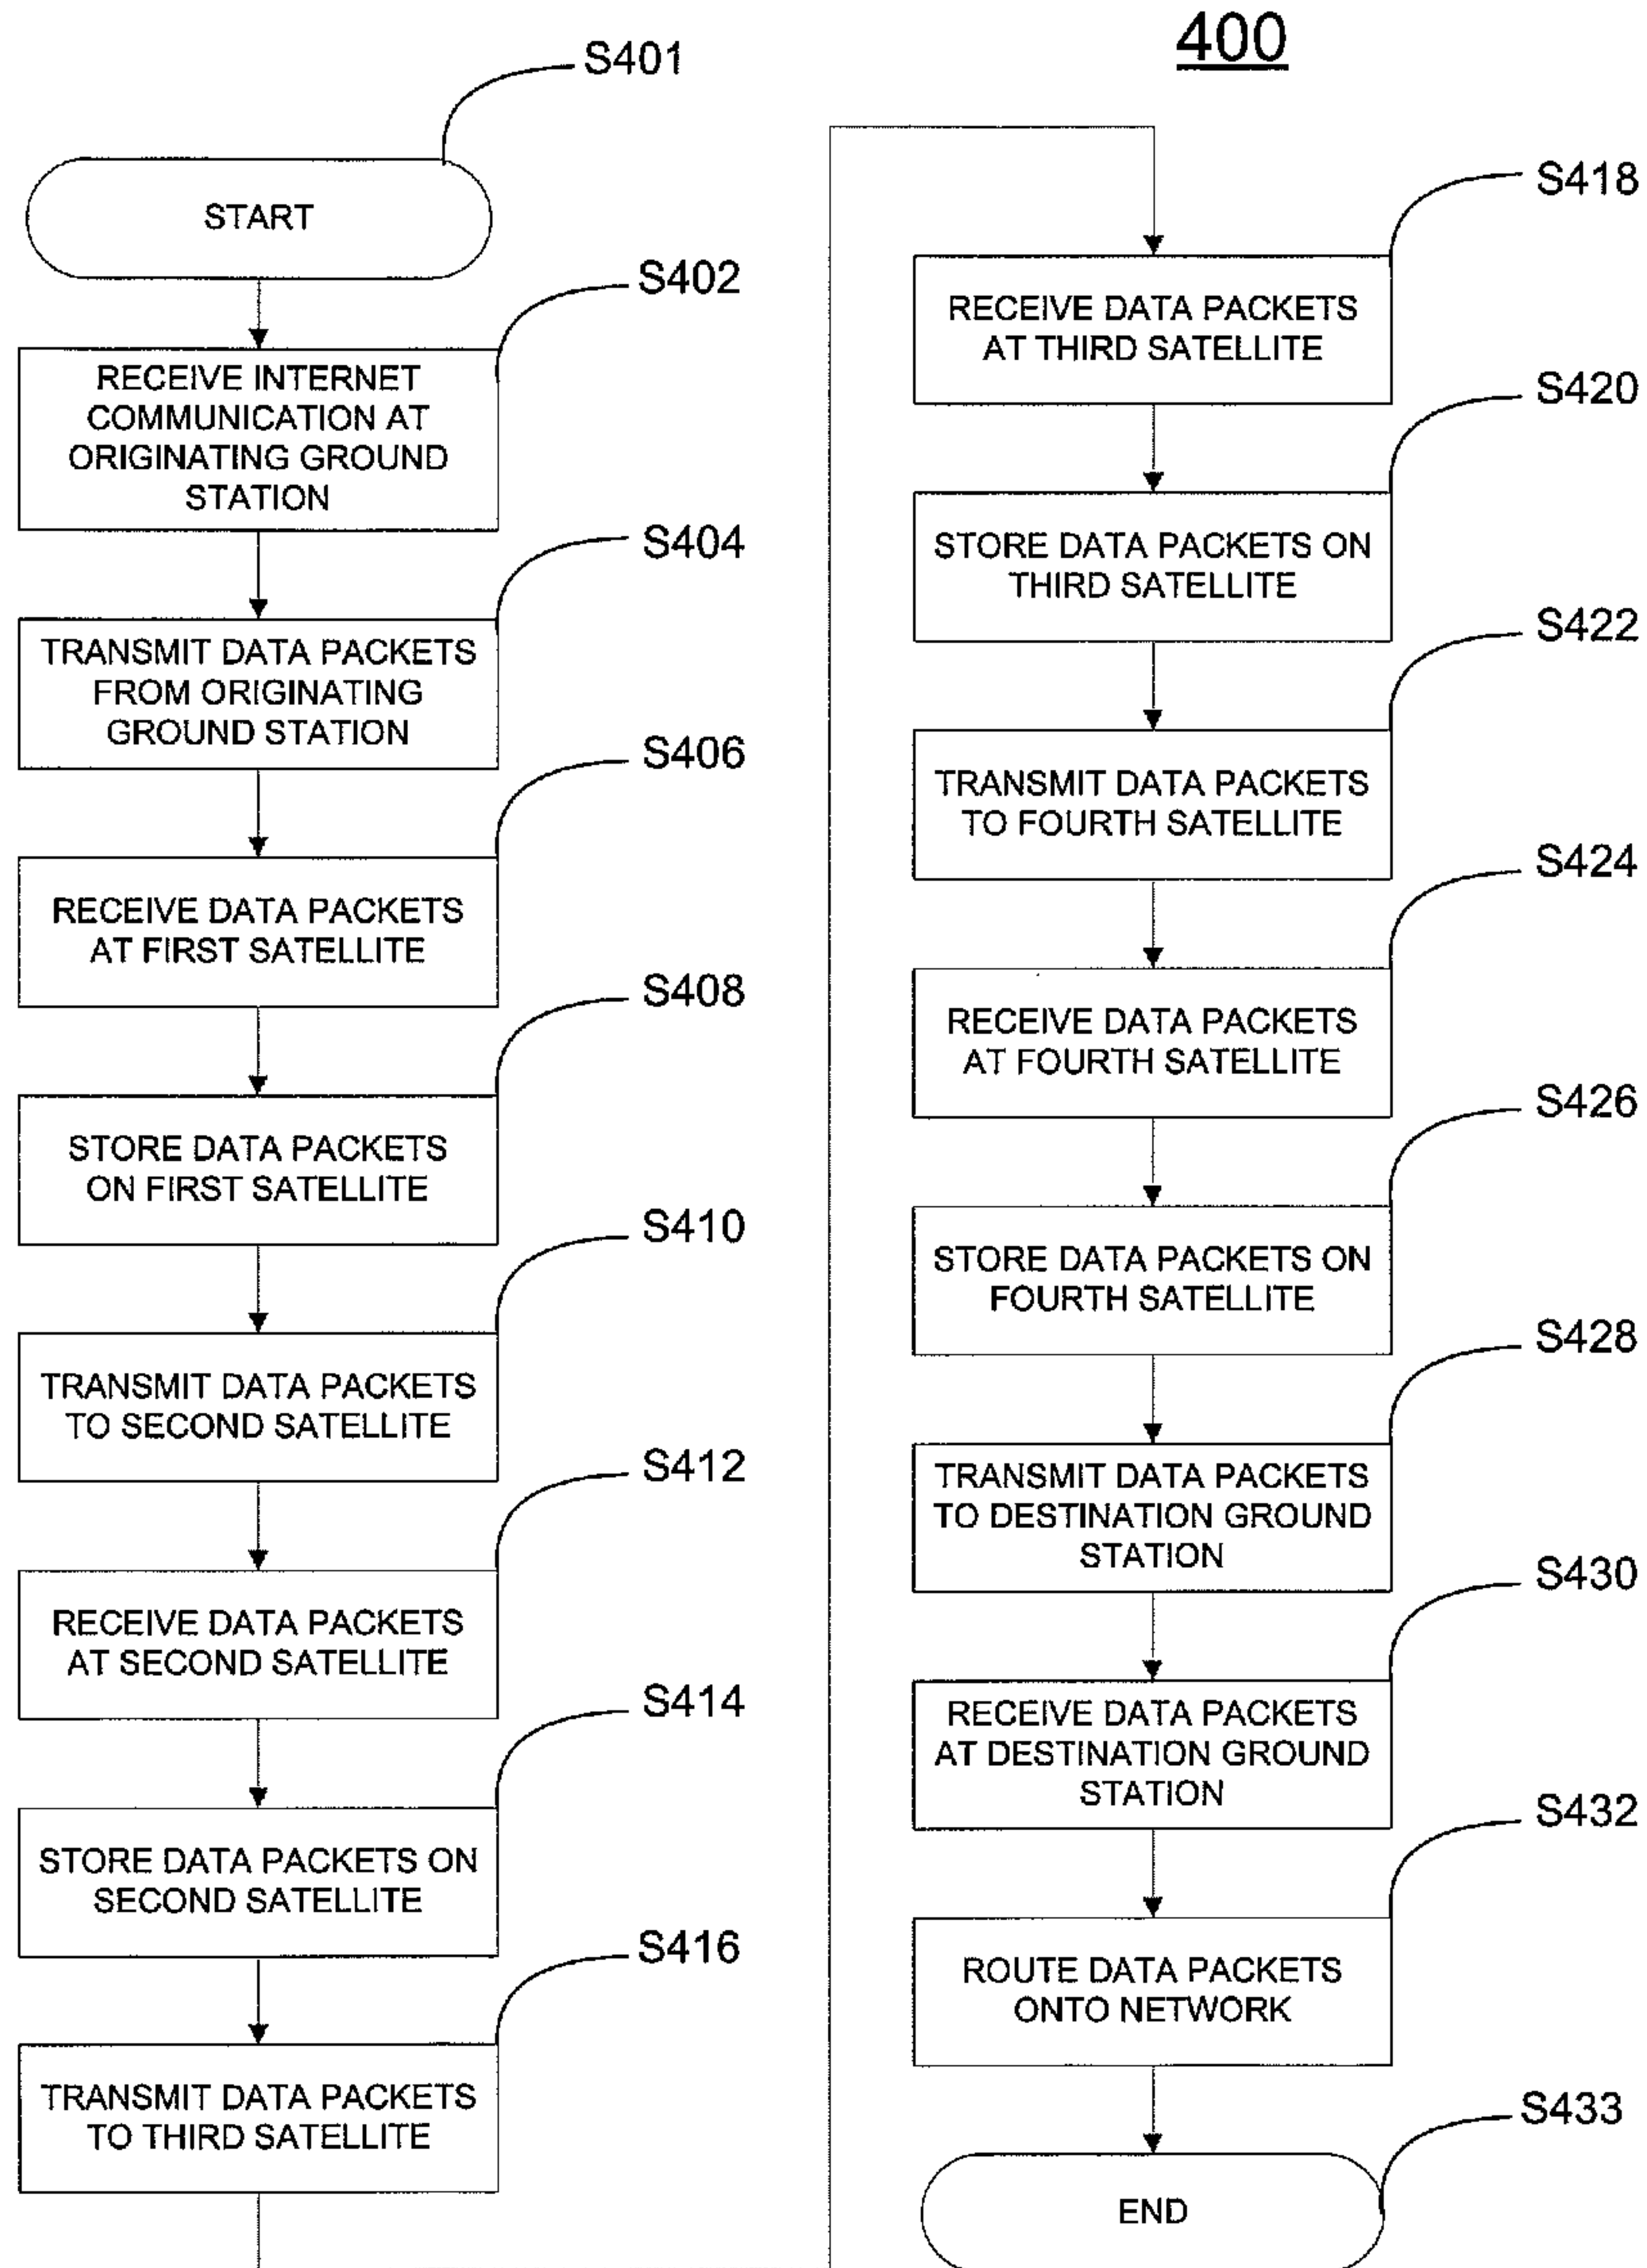 400
S401
START
S402
RECEIVE INTERNET
COMMUNICATION AT
ORIGINATING GROUND
STATION
S404
TRANSMIT DATA PACKETS
FROM ORIGINATING
GROUND STATION
S406
RECEIVE DATA PACKETS
AT FIRST SATELLITE
S408
STORE DATA PACKETS
ON FIRST SATELLITE
S410
TRANSMIT DATA PACKETS
TO SECOND SATELLITE
S412
RECEIVE DATA PACKETS
AT SECOND SATELLITE
S414
STORE DATA PACKETS ON
SECOND SATELLITE
S416
TRANSMIT DATA PACKETS
TO THIRD SATELLITE
S418
RECEIVE DATA PACKETS
AT THIRD SATELLITE
S420
STORE DATA PACKETS ON
THIRD SATELLITE
S422
TRANSMIT DATA PACKETS
TO FOURTH SATELLITE
S424
RECEIVE DATA PACKETS
AT FOURTH SATELLITE
S426
STORE DATA PACKETS ON
FOURTH SATELLITE
S428
TRANSMIT DATA PACKETS
TO DESTINATION GROUND
STATION
S430
RECEIVE DATA PACKETS
AT DESTINATION GROUND
STATION
S432
ROUTE DATA PACKETS
ONTO NETWORK
S433
END